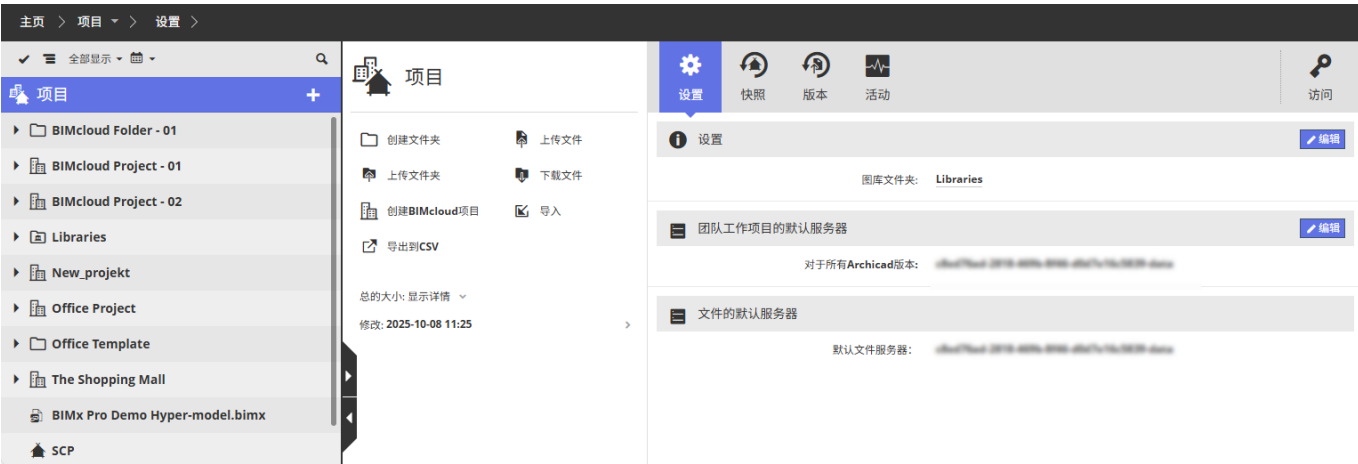 主页 项目 设置
全部显示
项目
BIMcloud Folder - 01
BIMcloud Project - 01
BIMcloud Project - 02
Libraries
New_projekt
Office Project
Office Template
The Shopping Mall
BIMx Pro Demo Hyper-model.bimx
SCP
项目
创建文件夹 上传文件
上传文件夹 下载文件
创建BIMcloud项目 导入
导出到CSV
总的大小: 显示详情
修改: 2025-10-08 11:25
设置 快照 版本 活动 访问
设置 编辑
图库文件夹: Libraries
团队工作项目的默认服务器 编辑
对于所有Archicad版本:
文件的默认服务器
默认文件服务器: